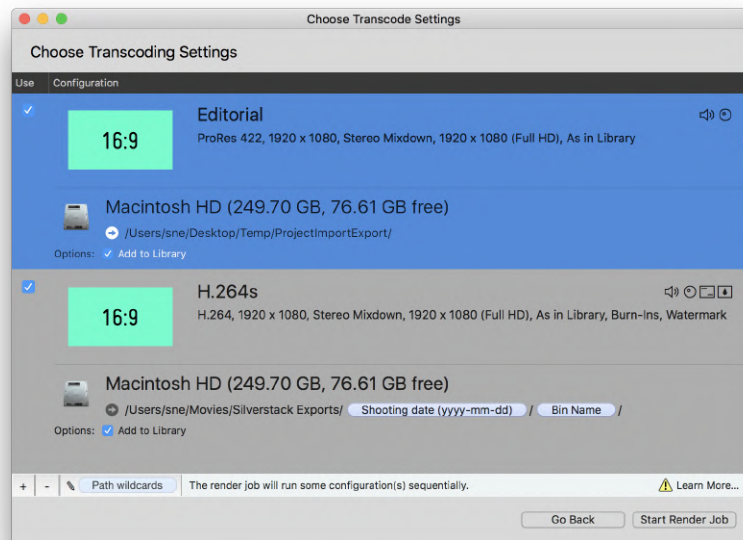 Choose Transcode Settings
Choose Transcoding Settings
Use Configuration
16:9
Editorial
ProRes 422, 1920 x 1080, Stereo Mixdown, 1920 x 1080 (Full HD), As in Library
Macintosh HD (249.70 GB, 76.61 GB free)
/Users/sne/Desktop/Temp/ProjectImportExport/
Options: Add to Library
16:9
H.264s
H.264, 1920 x 1080, Stereo Mixdown, 1920 x 1080 (Full HD), As in Library, Burn-Ins, Watermark
Macintosh HD (249.70 GB, 76.61 GB free)
/Users/sne/Movies/Silverstack Exports/ Shooting date (yyyy-mm-dd) / Bin Name /
Options: Add to Library
+ - Path wildcards The render job will run some configuration(s) sequentially. Learn More...
Go Back Start Render Job